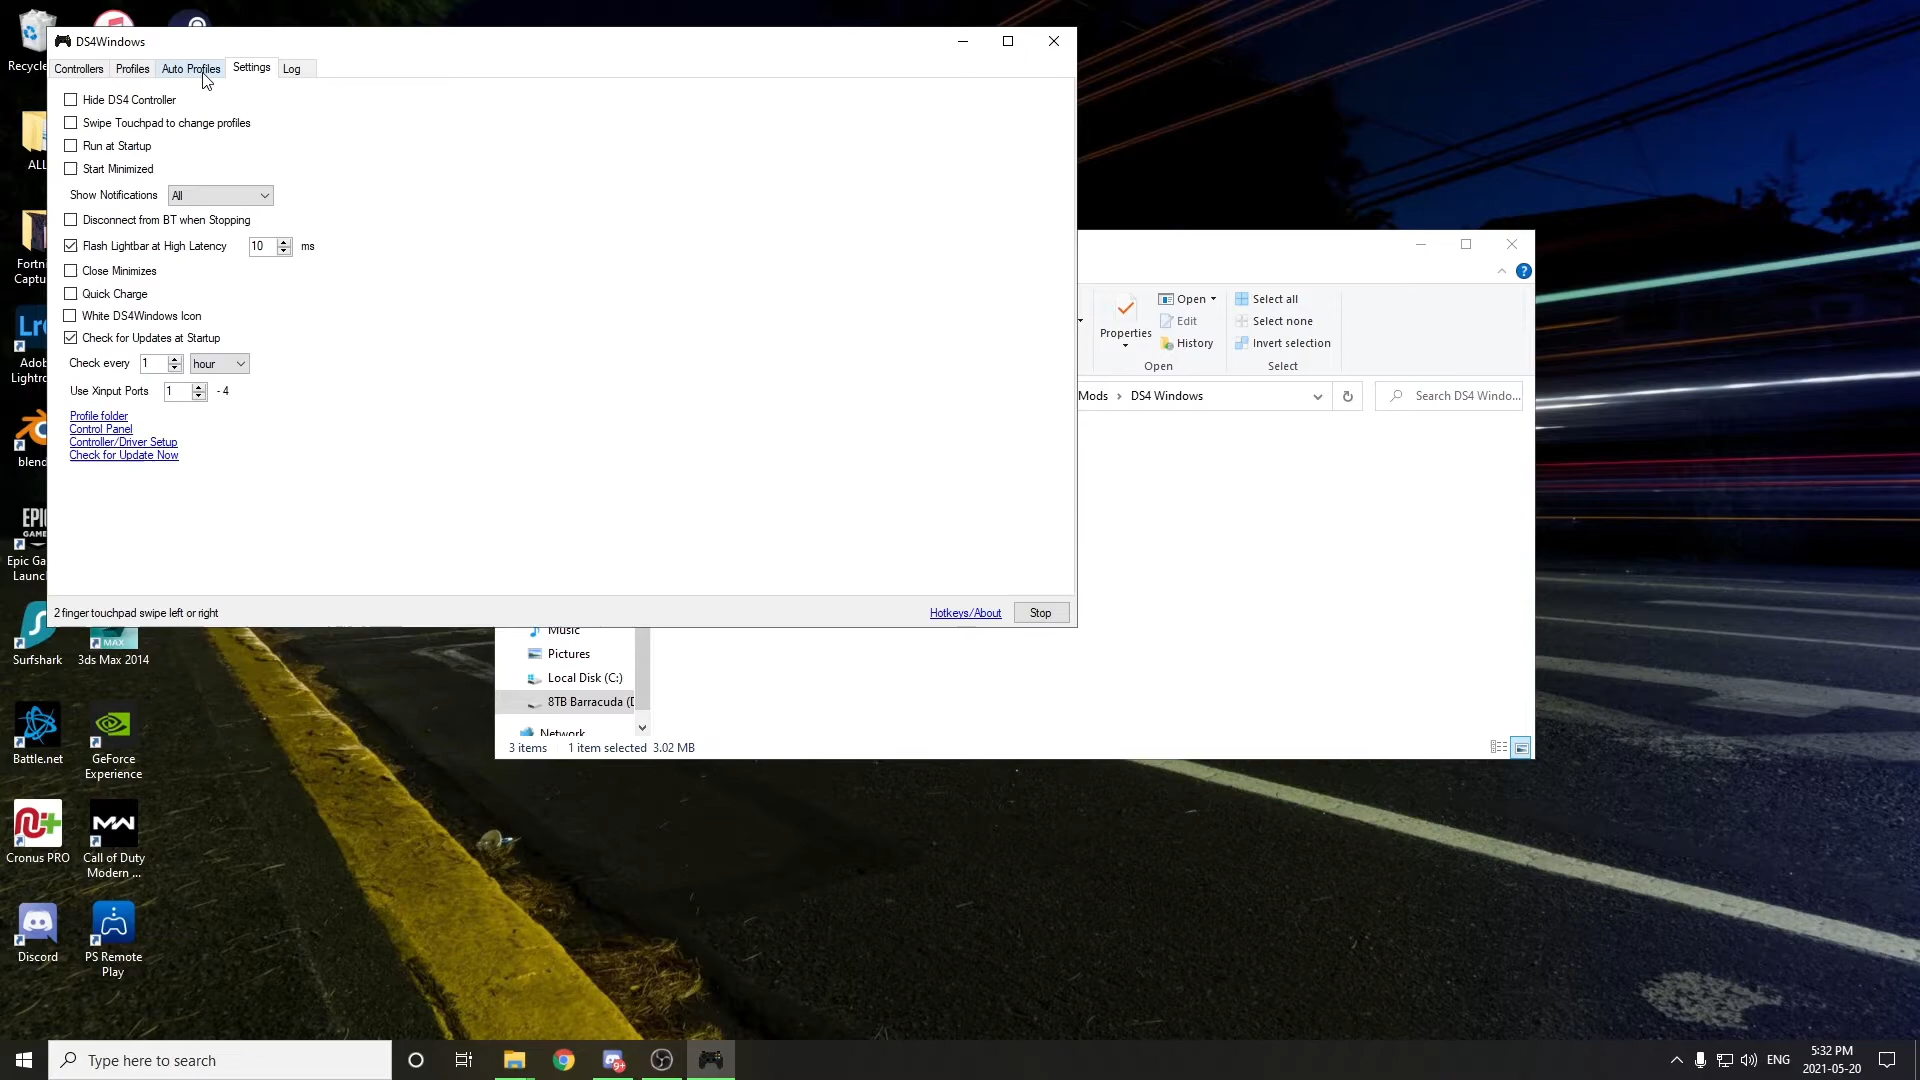 Recycle
DS4Windows
Controllers
Profiles
Auto Profiles
Settings
Log
Hide DS4 Controller
Swipe Touchpad to change profiles
Run at Startup
Start Minimized
Show Notifications
All
Disconnect from BT when Stopping
Flash Lightbar at High Latency
10
ms
Close Minimizes
Quick Charge
White DS4Windows Icon
Check for Updates at Startup
Check every
1
hour
Use Xinput Ports
1
- 4
Profile folder
Control Panel
Controller/Driver Setup
Check for Update Now
2 finger touchpad swipe left or right
Hotkeys/About
Stop
Properties
Open
Edit
History
Open
Select all
Select none
Invert selection
Select
Mods
DS4 Windows
Search DS4 Windo...
Music
Pictures
Local Disk (C:)
8TB Barracuda (D
Network
3 items
1 item selected
3.02 MB
ALL
Fortni
Captu
Lr
Adob
Lightro
blend
EPIC
GAMES
Epic Ga
Launc
Surfshark
MAX
3ds Max 2014
Battle.net
GeForce
Experience
Cronus PRO
MW
Call of Duty
Modern ...
Discord
PS Remote
Play
Type here to search
9+
ENG
5:32 PM
2021-05-20